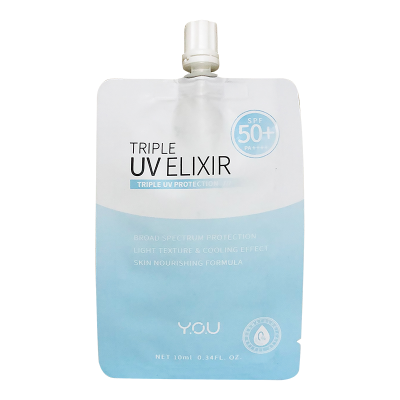 SPF
50+
PA++++
TRIPLE
UV ELIXIR
TRIPLE UV PROTECTION
BROAD SPECTRUM PROTECTION
LIGHT TEXTURE & COOLING EFFECT
SKIN NOURISHING FORMULA
Y.O.U
NET 10ml 0.34FL. OZ.